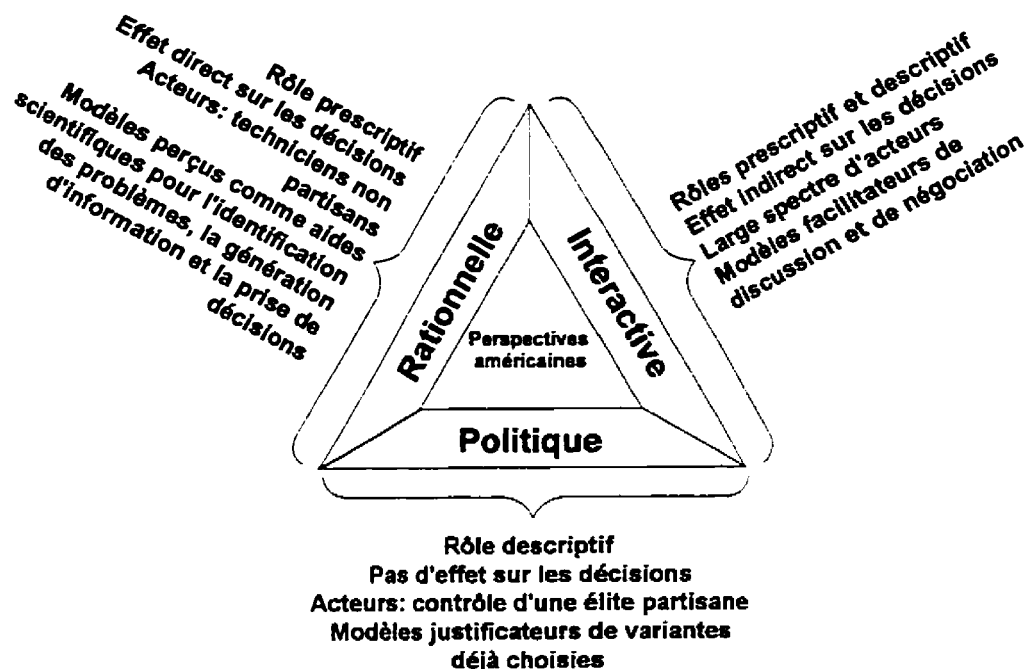 Rôle prescriptif
Effet direct sur les décisions
Acteurs: techniciens non
partisans
Modèles perçus comme aides
scientifiques pour l'identification
des problèmes, la génération
d'information et la prise de
décisions
Rôles prescriptif et descriptif
Effet indirect sur les décisions
Large spectre d'acteurs
Modèles facilitateurs de
discussion et de négociation
Rationnelle
Interactive
Perspectives
américaines
Politique
Rôle descriptif
Pas d'effet sur les décisions
Acteurs: contrôle d'une élite partisane
Modèles justificateurs de variantes
déjà choisies